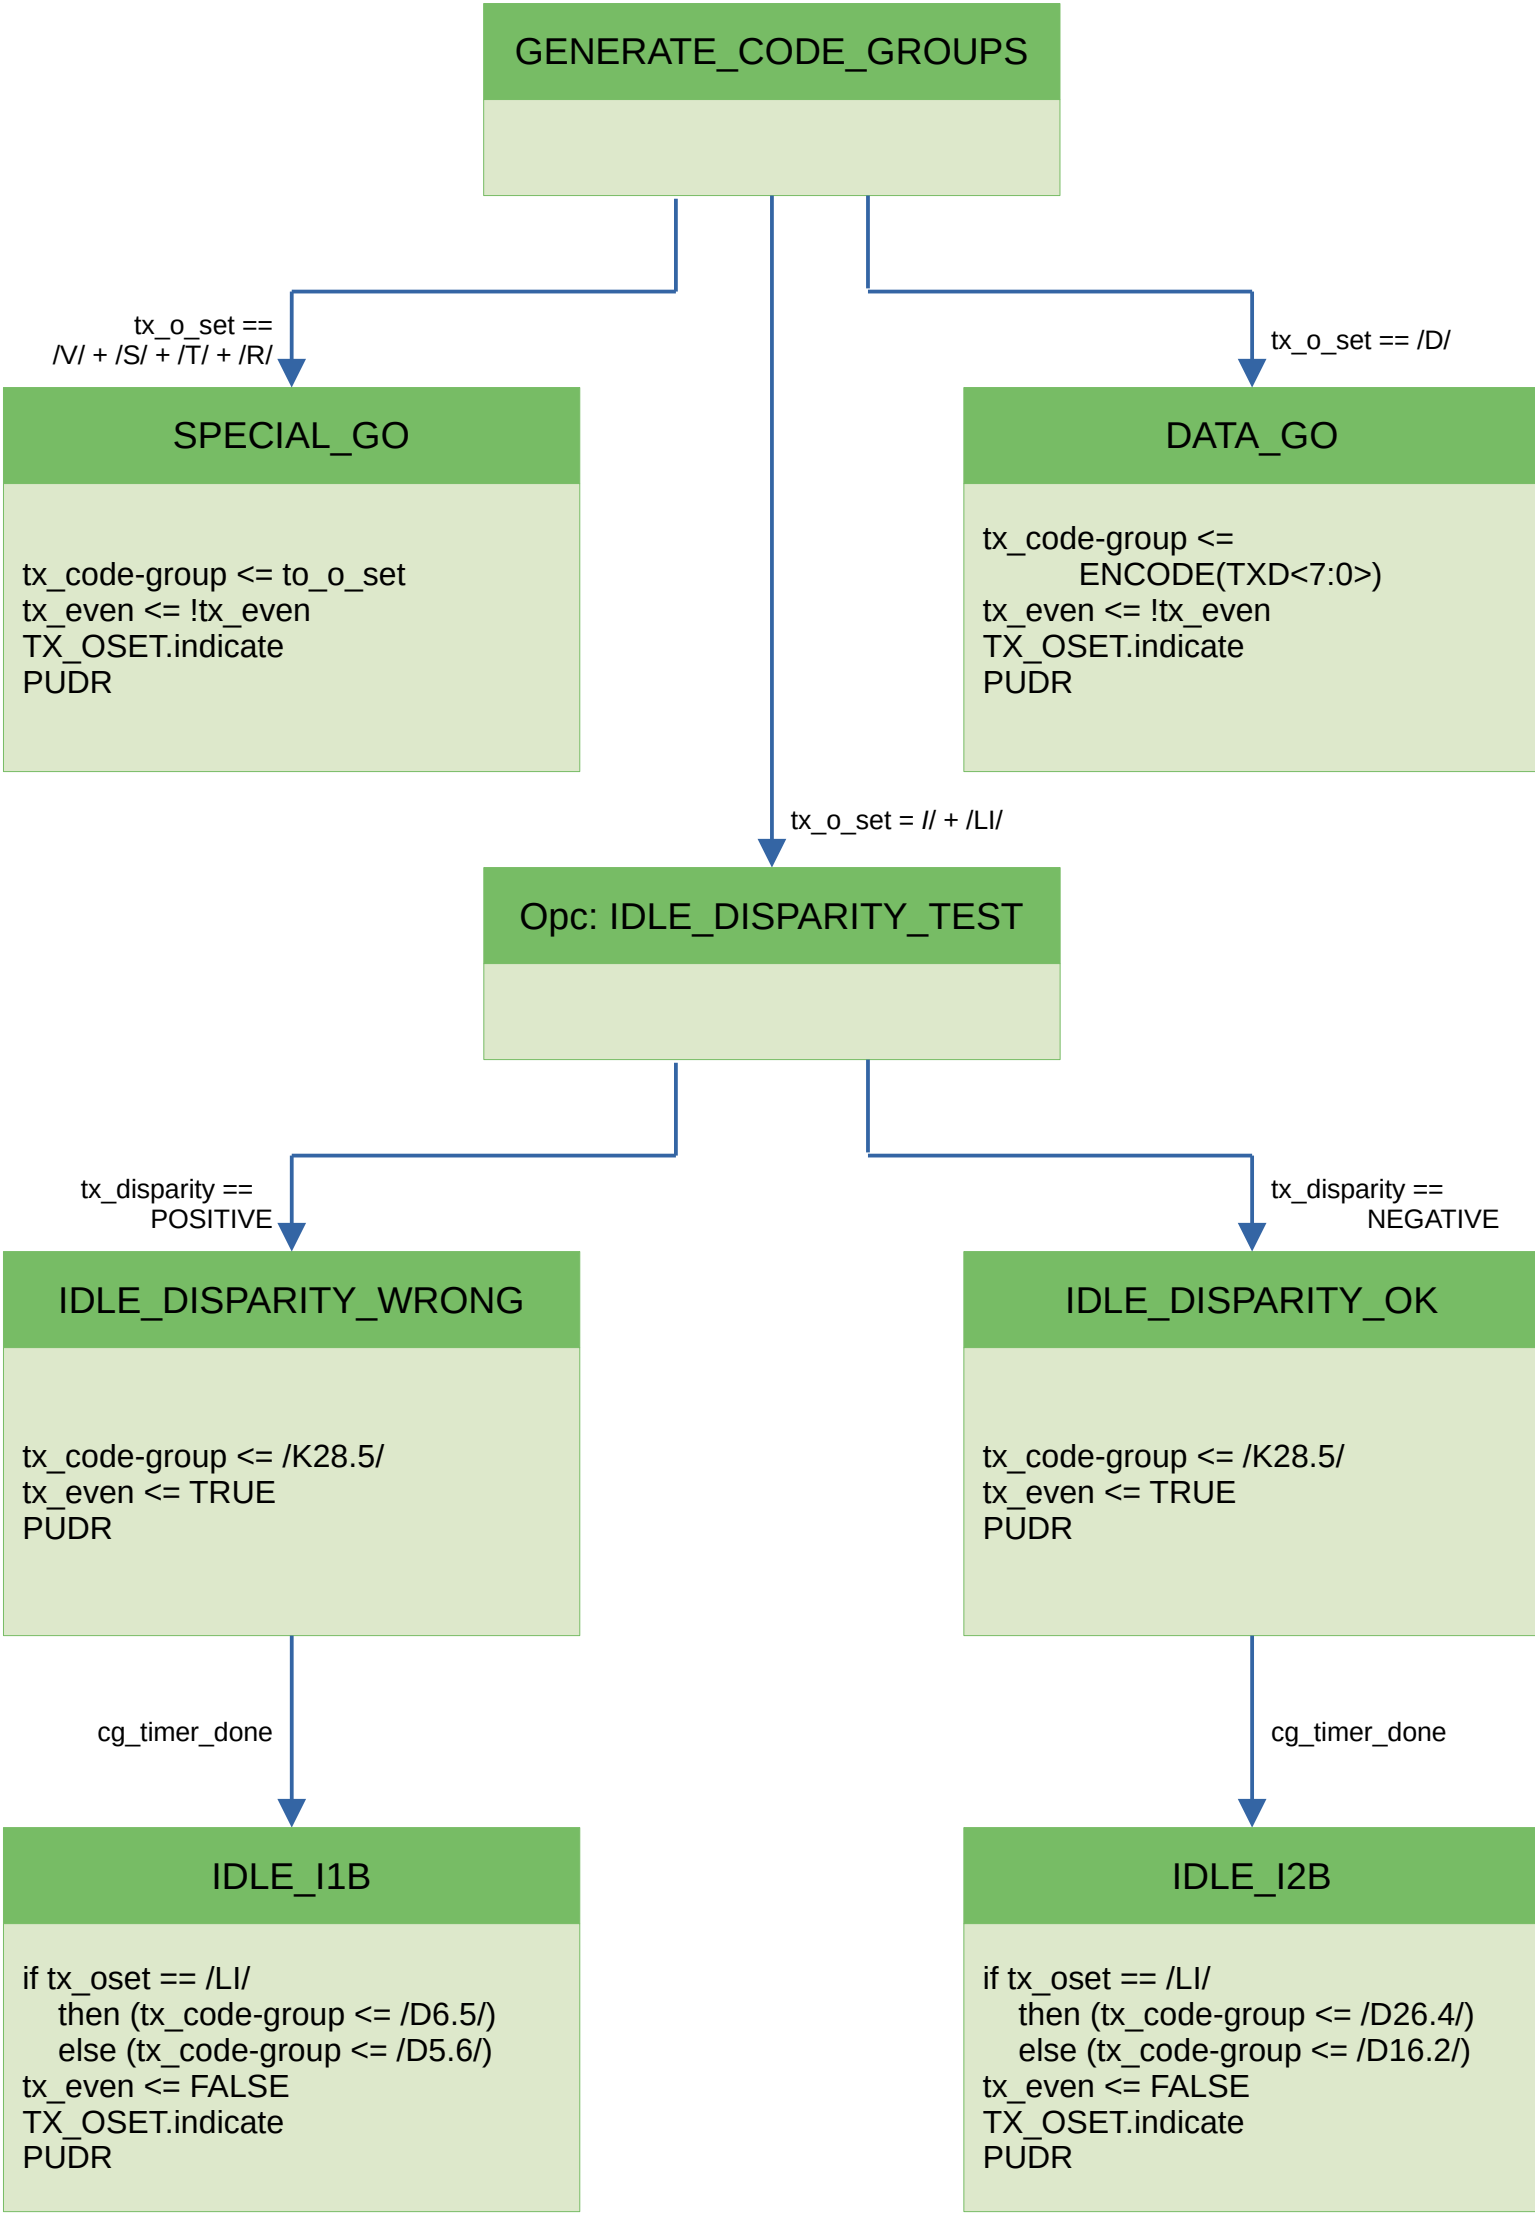 GENERATE_CODE_GROUPS
tx_o_set ==
/V/ + /S/ + /T/ + /R/
tx_o_set == /D/
SPECIAL_GO
tx_code-group <= to_o_set
tx_even <= !tx_even
TX_OSET.indicate
PUDR
DATA_GO
tx_code-group <=
ENCODE(TXD<7:0>)
tx_even <= !tx_even
TX_OSET.indicate
PUDR
tx_o_set = I// + /LI/
Opc: IDLE_DISPARITY_TEST
tx_disparity ==
POSITIVE
tx_disparity ==
NEGATIVE
IDLE_DISPARITY_WRONG
tx_code-group <= /K28.5/
tx_even <= TRUE
PUDR
IDLE_DISPARITY_OK
tx_code-group <= /K28.5/
tx_even <= TRUE
PUDR
cg_timer_done
cg_timer_done
IDLE_I1B
if tx_oset == /LI/
then (tx_code-group <= /D6.5/)
else (tx_code-group <= /D5.6/)
tx_even <= FALSE
TX_OSET.indicate
PUDR
IDLE_I2B
if tx_oset == /LI/
then (tx_code-group <= /D26.4/)
else (tx_code-group <= /D16.2/)
tx_even <= FALSE
TX_OSET.indicate
PUDR